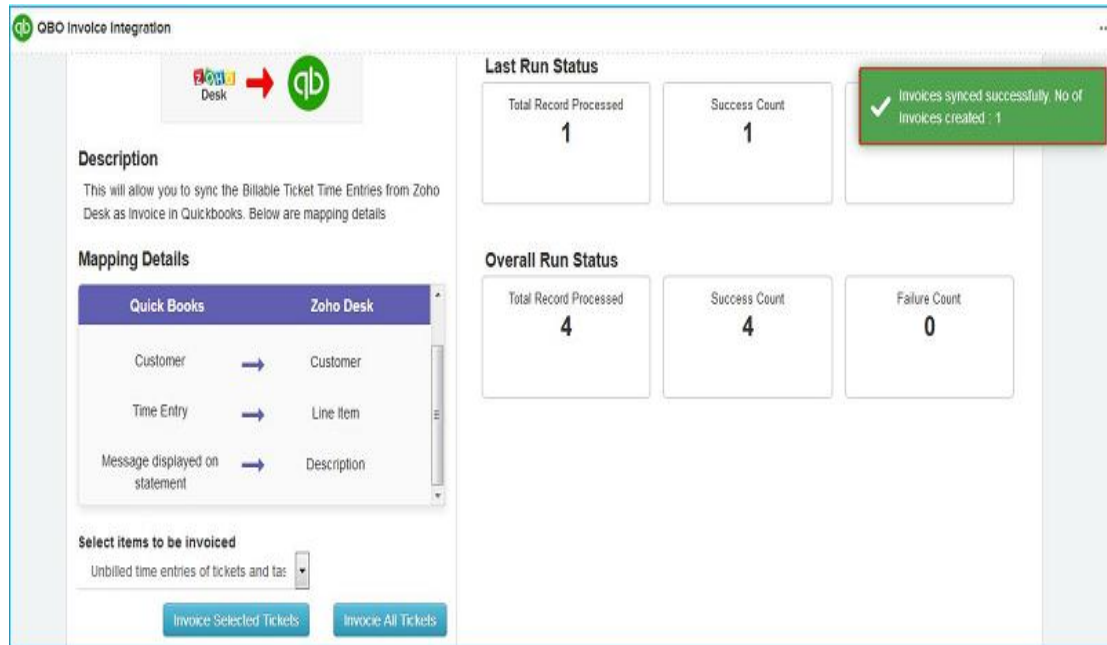 QBO Invoice Integration
ZOHO
Desk
qb
Description
This will allow you to sync the Billable Ticket Time Entries from Zoho
Desk as Invoice in Quickbooks. Below are mapping details
Mapping Details
Quick Books Zoho Desk
Customer Customer
Time Entry Line Item
Message displayed on
statement
Description
Select items to be invoiced
Unbilled time entries of tickets and tas
Invoice Selected Tickets Invocie All Tickets
Last Run Status
Total Record Processed
1
Success Count
1
Invoices synced successfully, No of
Invoices created : 1
Overall Run Status
Total Record Processed
4
Success Count
4
Failure Count
0